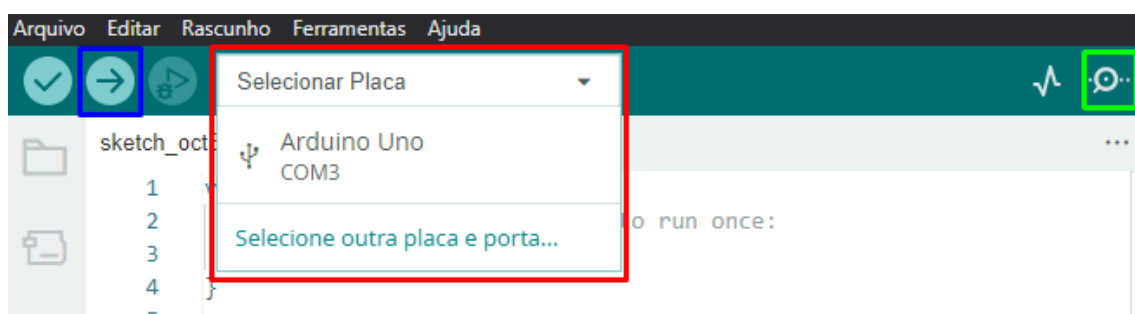 Arquivo Editar Rascunho Ferramentas Ajuda
Selecionar Placa
sketch_oct
Arduino Uno
COM3
1
2 to run once:
Selecione outra placa e porta...
3
4 }